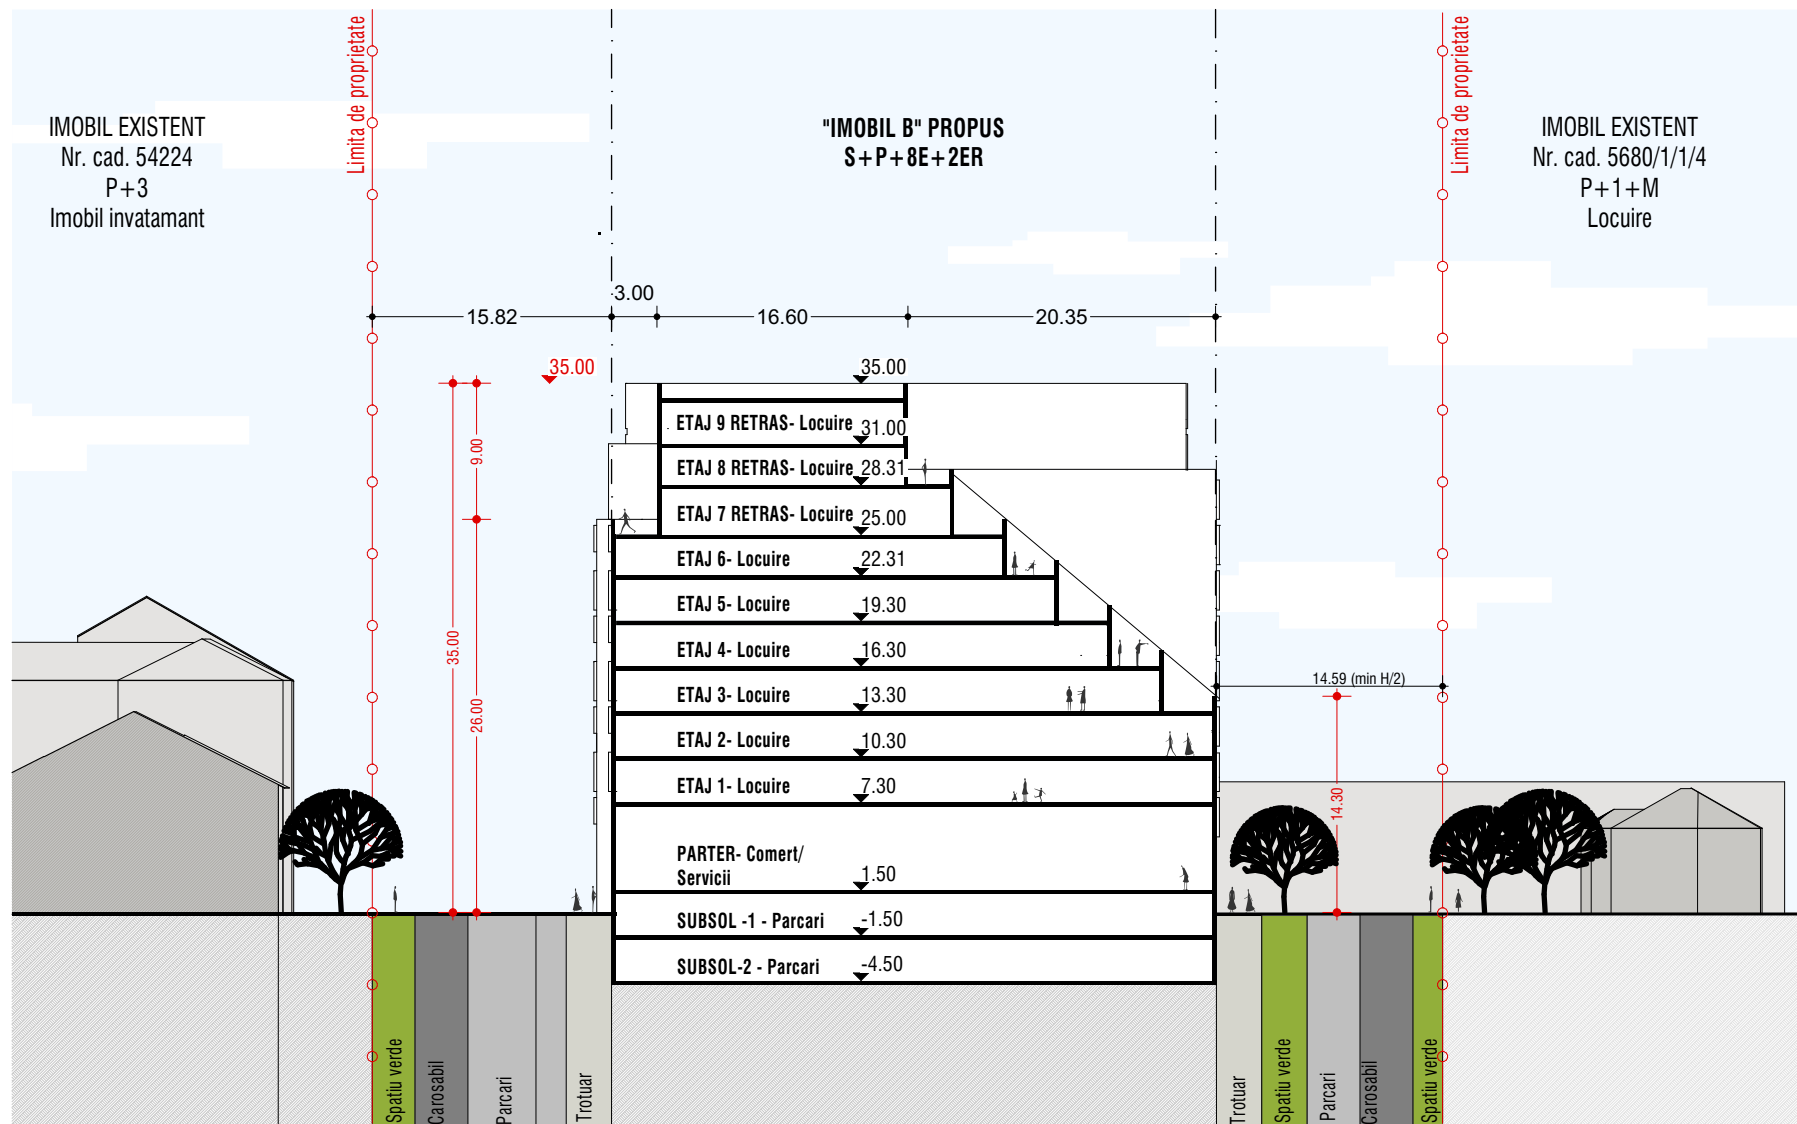 Limita de proprietate
Limita de proprietate
IMOBIL EXISTENT
Nr. cad. 54224
P+3
Imobil invatamant
"IMOBIL B" PROPUS
S+P+8E+2ER
IMOBIL EXISTENT
Nr. cad. 5680/1/1/4
P+1+M
Locuire
3.00
15.82
16.60
20.35
35.00
35.00
ETAJ 9 RETRAS- Locuire 31.00
9.00
ETAJ 8 RETRAS- Locuire 28.31
ETAJ 7 RETRAS- Locuire 25.00
ETAJ 6- Locuire 22.31
ETAJ 5- Locuire 19.30
35.00
ETAJ 4- Locuire 16.30
14.59 (min H/2)
26.00
ETAJ 3- Locuire 13.30
ETAJ 2- Locuire 10.30
ETAJ 1- Locuire 7.30
14.30
PARTER- Comert/
Servicii 1.50
SUBSOL -1 - Parcari -1.50
SUBSOL-2 - Parcari -4.50
Spatiu verde
Carosabil
Parcari
Trotuar
Trotuar
Spatiu verde
Parcari
Carosabil
Spatiu verde